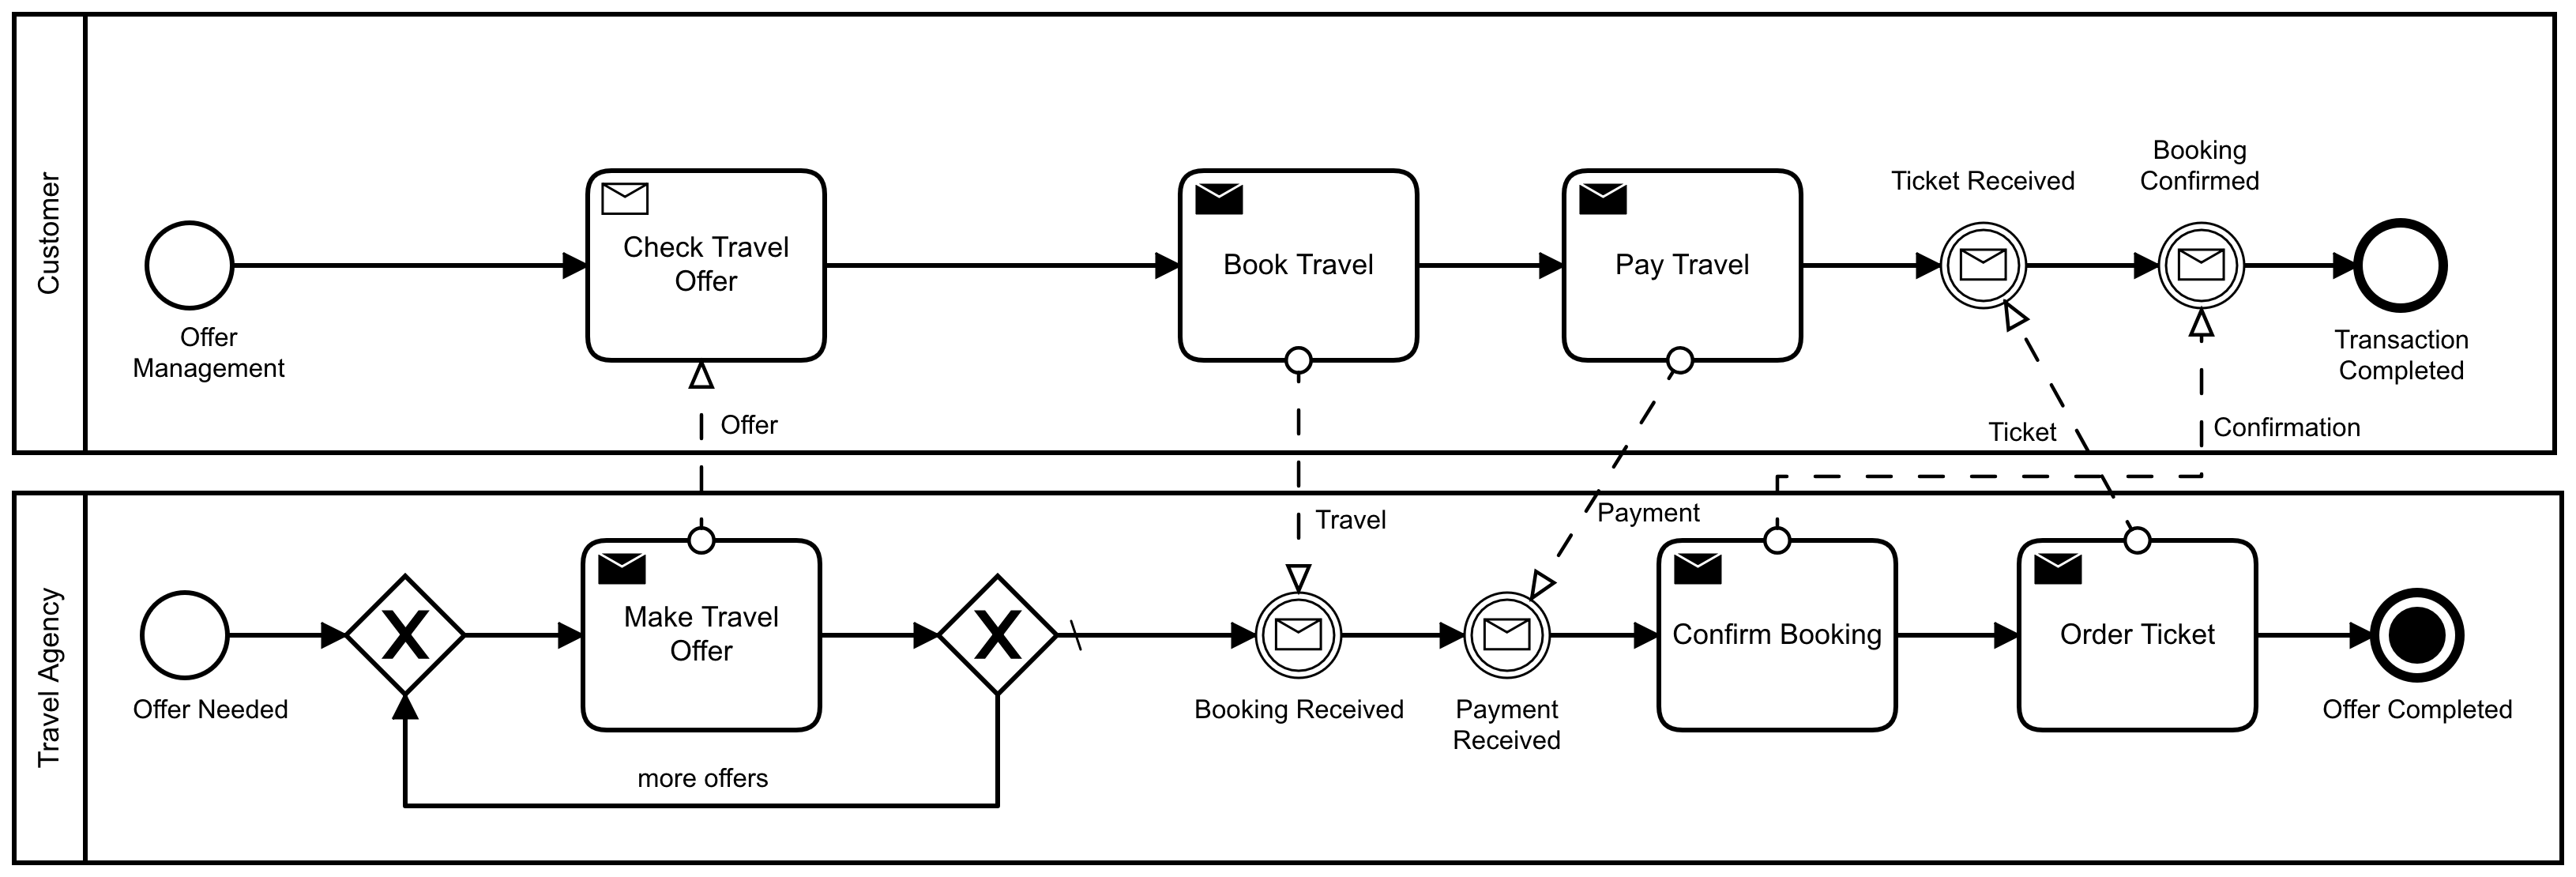 Customer
Offer
Management
Check Travel
Offer
Book Travel
Pay Travel
Ticket Received
Booking
Confirmed
Transaction
Completed
Offer
Travel
Payment
Ticket
Confirmation
Travel Agency
Offer Needed
X
Make Travel
Offer
X
more offers
Booking Received
Payment
Received
Confirm Booking
Order Ticket
Offer Completed